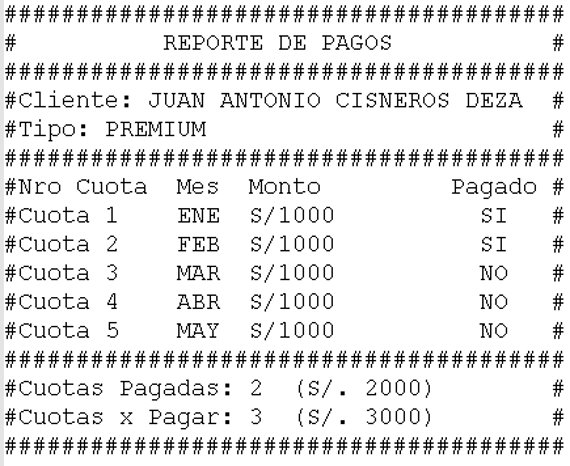 #######################################
#          REPORTE DE PAGOS           #
#######################################
#Cliente: JUAN ANTONIO CISNEROS DEZA  #
#Tipo: PREMIUM                        #
#######################################
#Nro Cuota  Mes  Monto         Pagado #
#Cuota 1    ENE  S/1000          SI   #
#Cuota 2    FEB  S/1000          SI   #
#Cuota 3    MAR  S/1000          NO   #
#Cuota 4    ABR  S/1000          NO   #
#Cuota 5    MAY  S/1000          NO   #
#######################################
#Cuotas Pagadas: 2  (S/. 2000)        #
#Cuotas x Pagar: 3  (S/. 3000)        #
#######################################